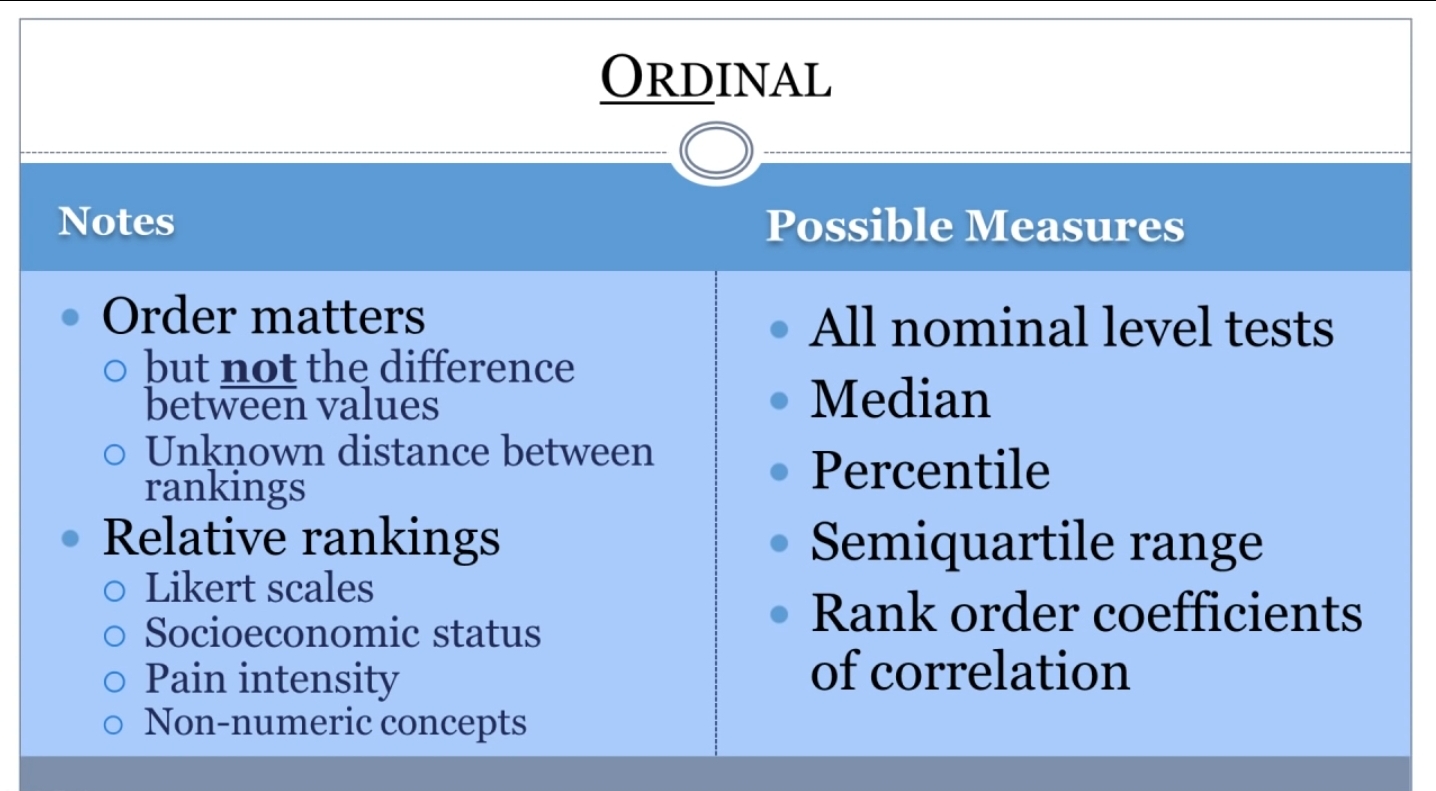 ORDINAL
Notes
Order matters
but not the difference
between values
Unknown distance between
rankings
Relative rankings
Likert scales
Socioeconomic status
Pain intensity
Non-numeric concepts
Possible Measures
All nominal level tests
Median
Percentile
Semiquartile range
Rank order coefficients
of correlation